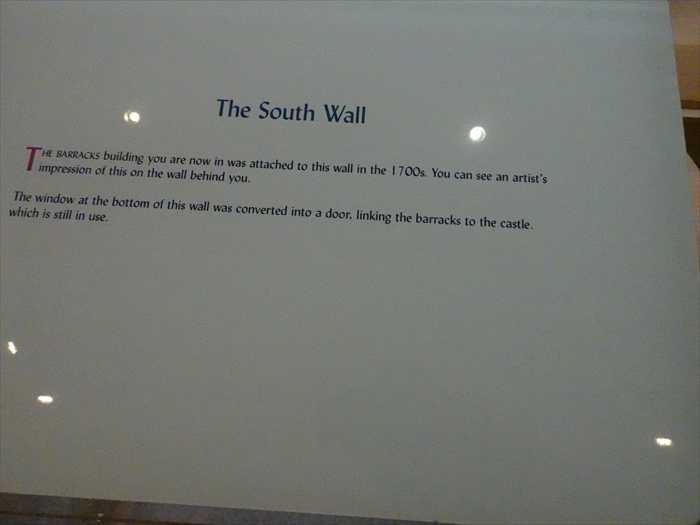 The South Wall
THE BARRACKS building you are now in was attached to this wall in the 1700s. You can see an artist's
impression of this on the wall behind you.
The window at the bottom of this wall was converted into a door, linking the barracks to the castle.
which is still in use.